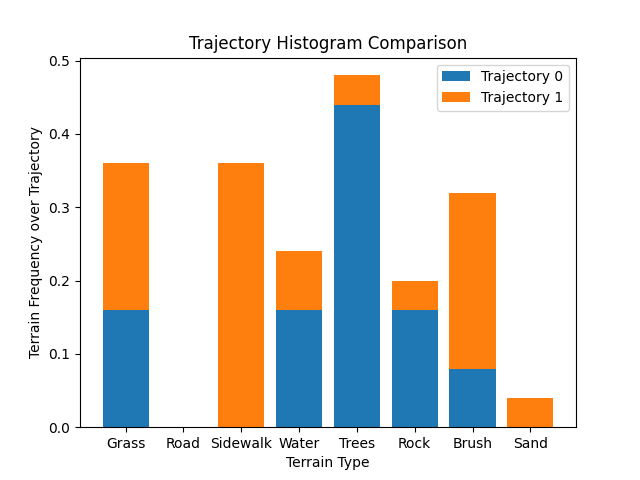 Trajectory Histogram Comparison
Trajectory 0
Trajectory 1
Terrain Frequency over Trajectory
0.5
0.4
0.3
0.2
0.1
0.0
Grass Road Sidewalk Water Trees Rock Brush Sand
Terrain Type